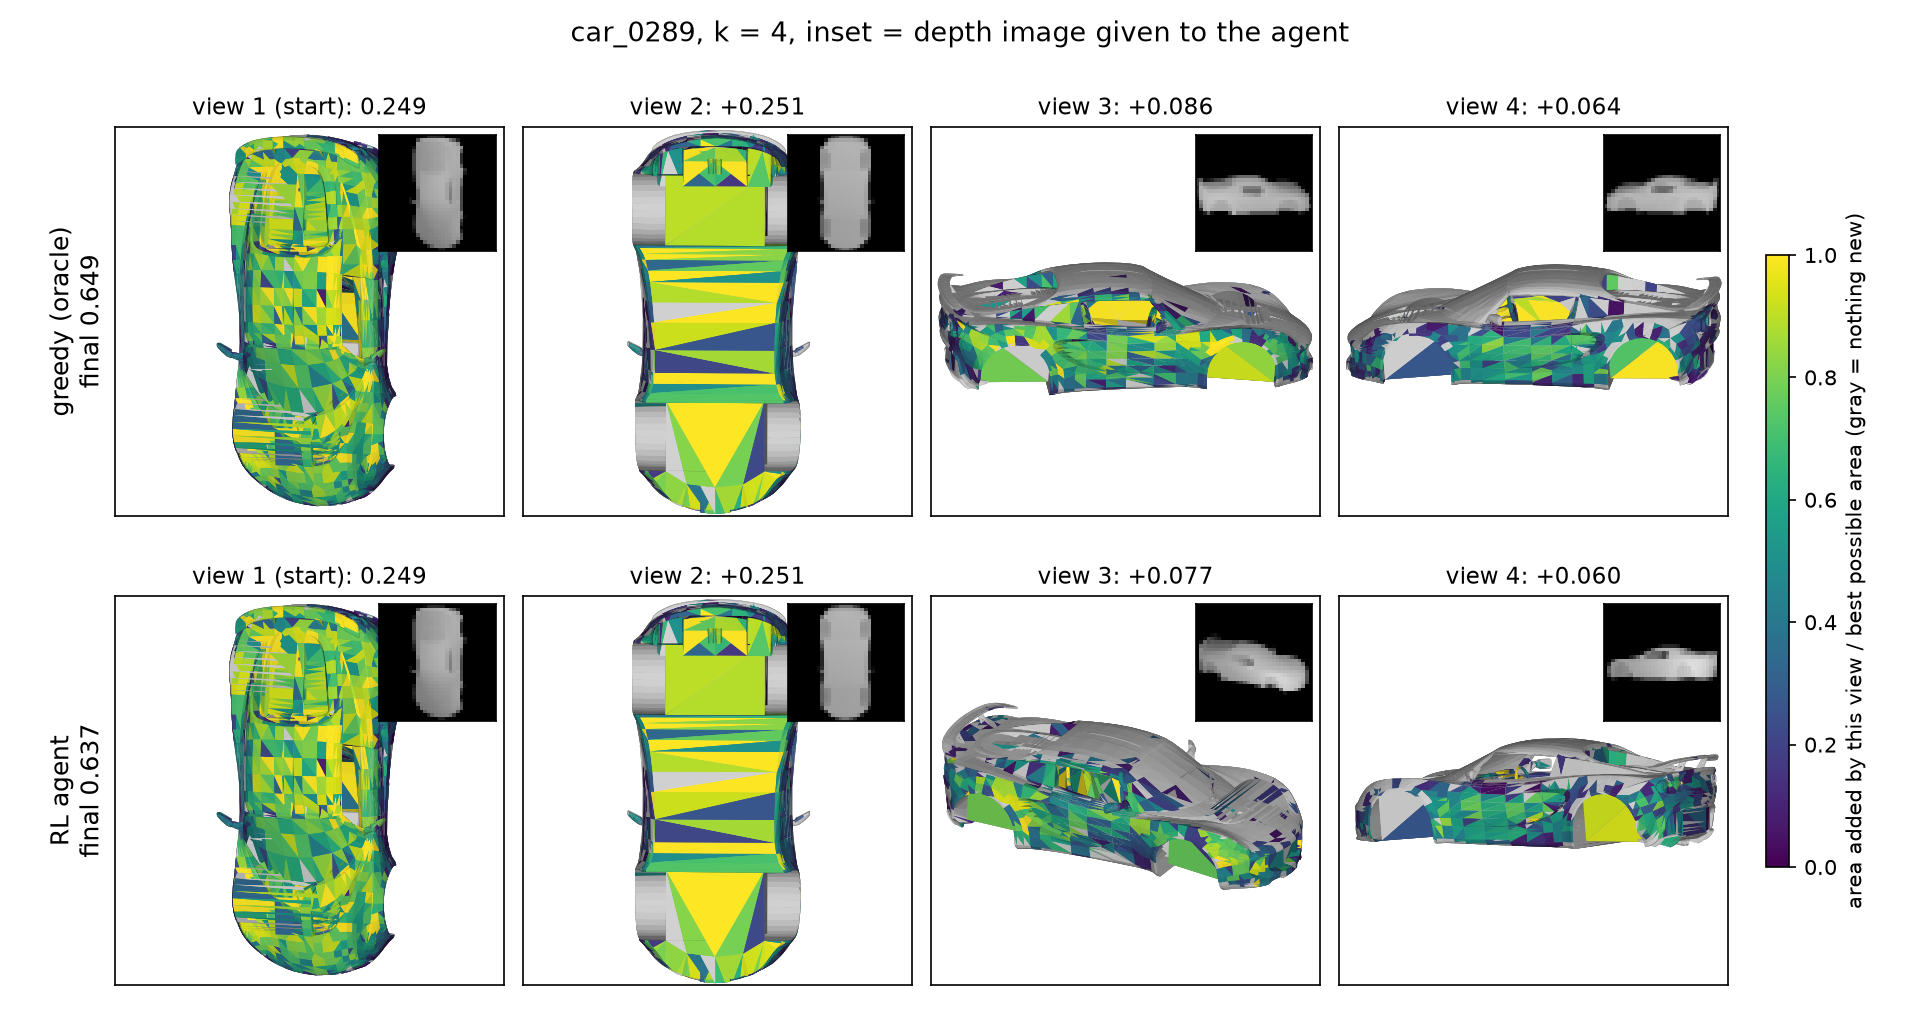 car_0289, k = 4, inset = depth image given to the agent
view 1 (start): 0.249
view 2: +0.251
view 3: +0.086
view 4: +0.064
greedy (oracle)
final 0.649
view 1 (start): 0.249
view 2: +0.251
view 3: +0.077
view 4: +0.060
RL agent
final 0.637
1.0
0.8
0.6
0.4
0.2
0.0
area added by this view / best possible area (gray = nothing new)